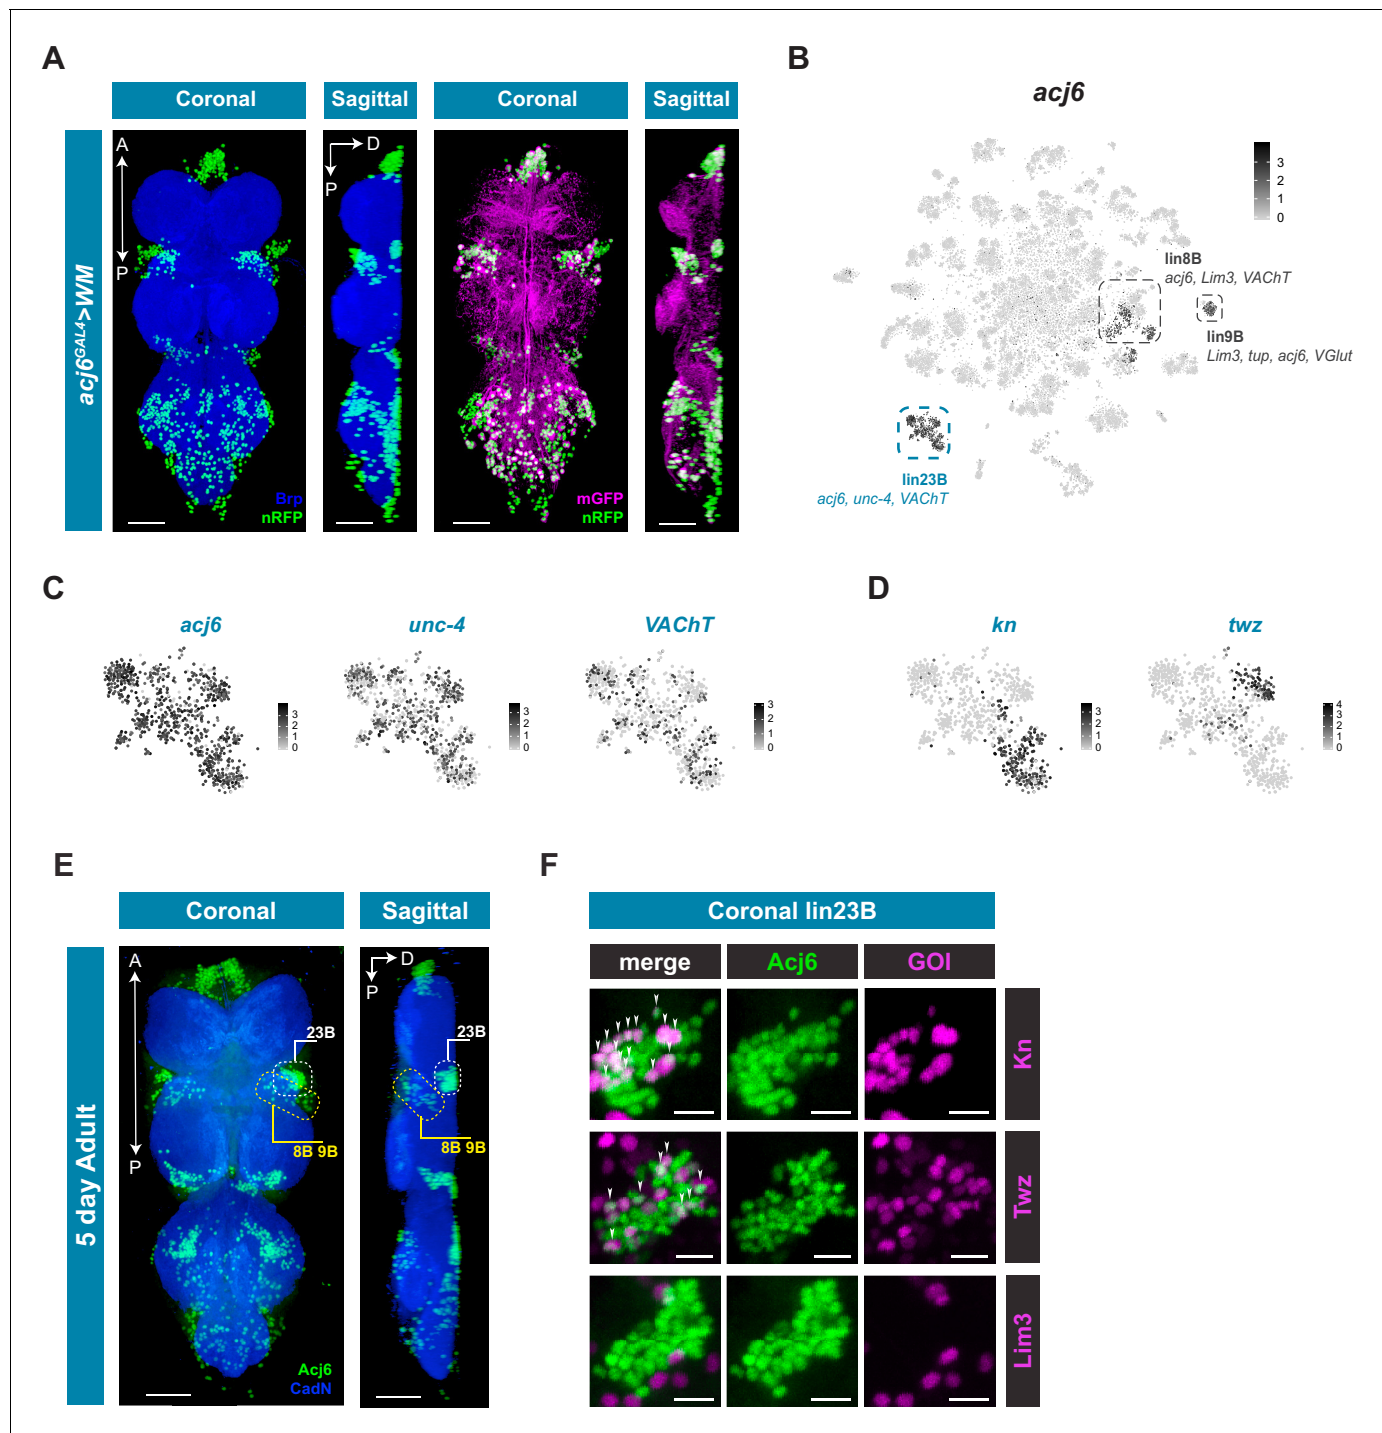 A
Coronal
Sagittal
Coronal
Sagittal
acj6GAL4>WM
A
P
D
P
Brp
nRFP
mGFP
nRFP
B
acj6
3
2
1
0
lin8B
acj6, Lim3, VAChT
lin9B
Lim3, tup, acj6, VGlut
lin23B
acj6, unc-4, VAChT
C
acj6
3
2
1
0
unc-4
3
2
1
0
VAChT
3
2
1
0
D
kn
3
2
1
0
twz
4
3
2
1
0
E
Coronal
Sagittal
5 day Adult
A
P
23B
8B 9B
Acj6
CadN
D
P
23B
8B 9B
F
Coronal lin23B
merge
Acj6
GOI
Kn
Twz
Lim3